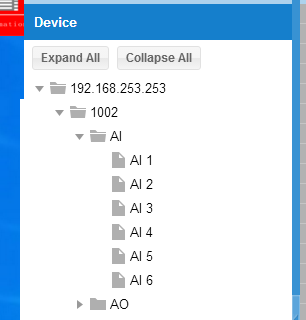 Device
Expand All Collapse All
192.168.253.253
1002
AI
AI 1
AI 2
AI 3
AI 4
AI 5
AI 6
AO